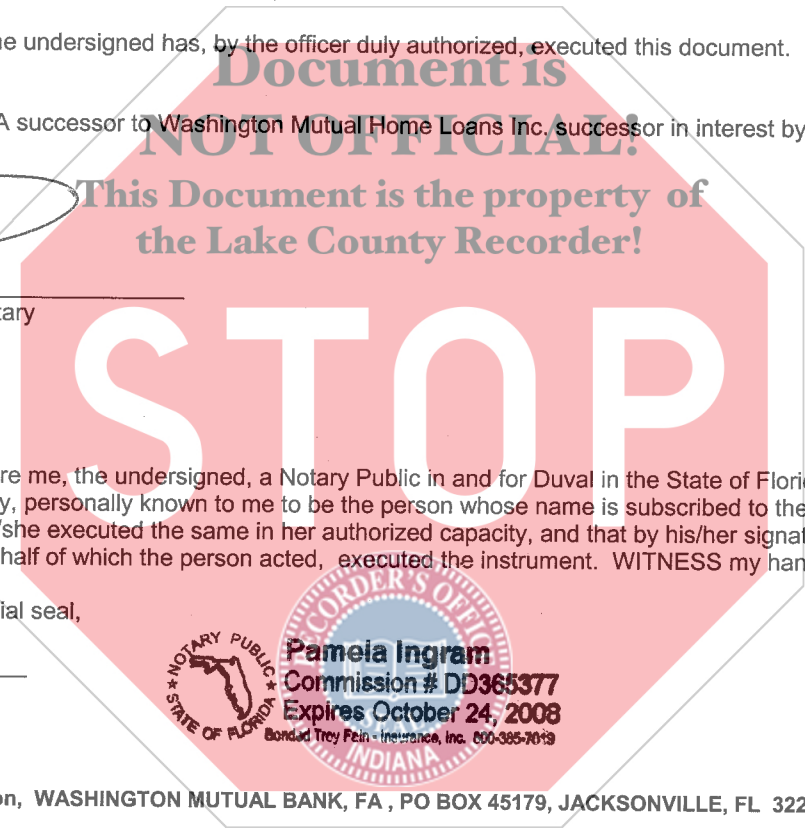 ne undersigned has, by the officer duly authorized, executed this document.
Document is
A successor to Washington Mutual Home Loans Inc. successor in interest by
NOT OFFICIAL!
This Document is the property of
the Lake County Recorder!
tary
STOP
re me, the undersigned, a Notary Public in and for Duval in the State of Flori
y, personally known to me to be the person whose name is subscribed to the
/she executed the same in her authorized capacity, and that by his/her signat
half of which the person acted, executed the instrument. WITNESS my han
ial seal,
RECORDER'S OFFICE
SEAL
INDIANA
NOTARY PUBLIC
STATE OF FLORIDA
Pamela Ingram
Commission # DD365377
Expires October 24, 2008
Bonded Troy Fain - Insurance, Inc. 800-385-7019
on, WASHINGTON MUTUAL BANK, FA , PO BOX 45179, JACKSONVILLE, FL 322